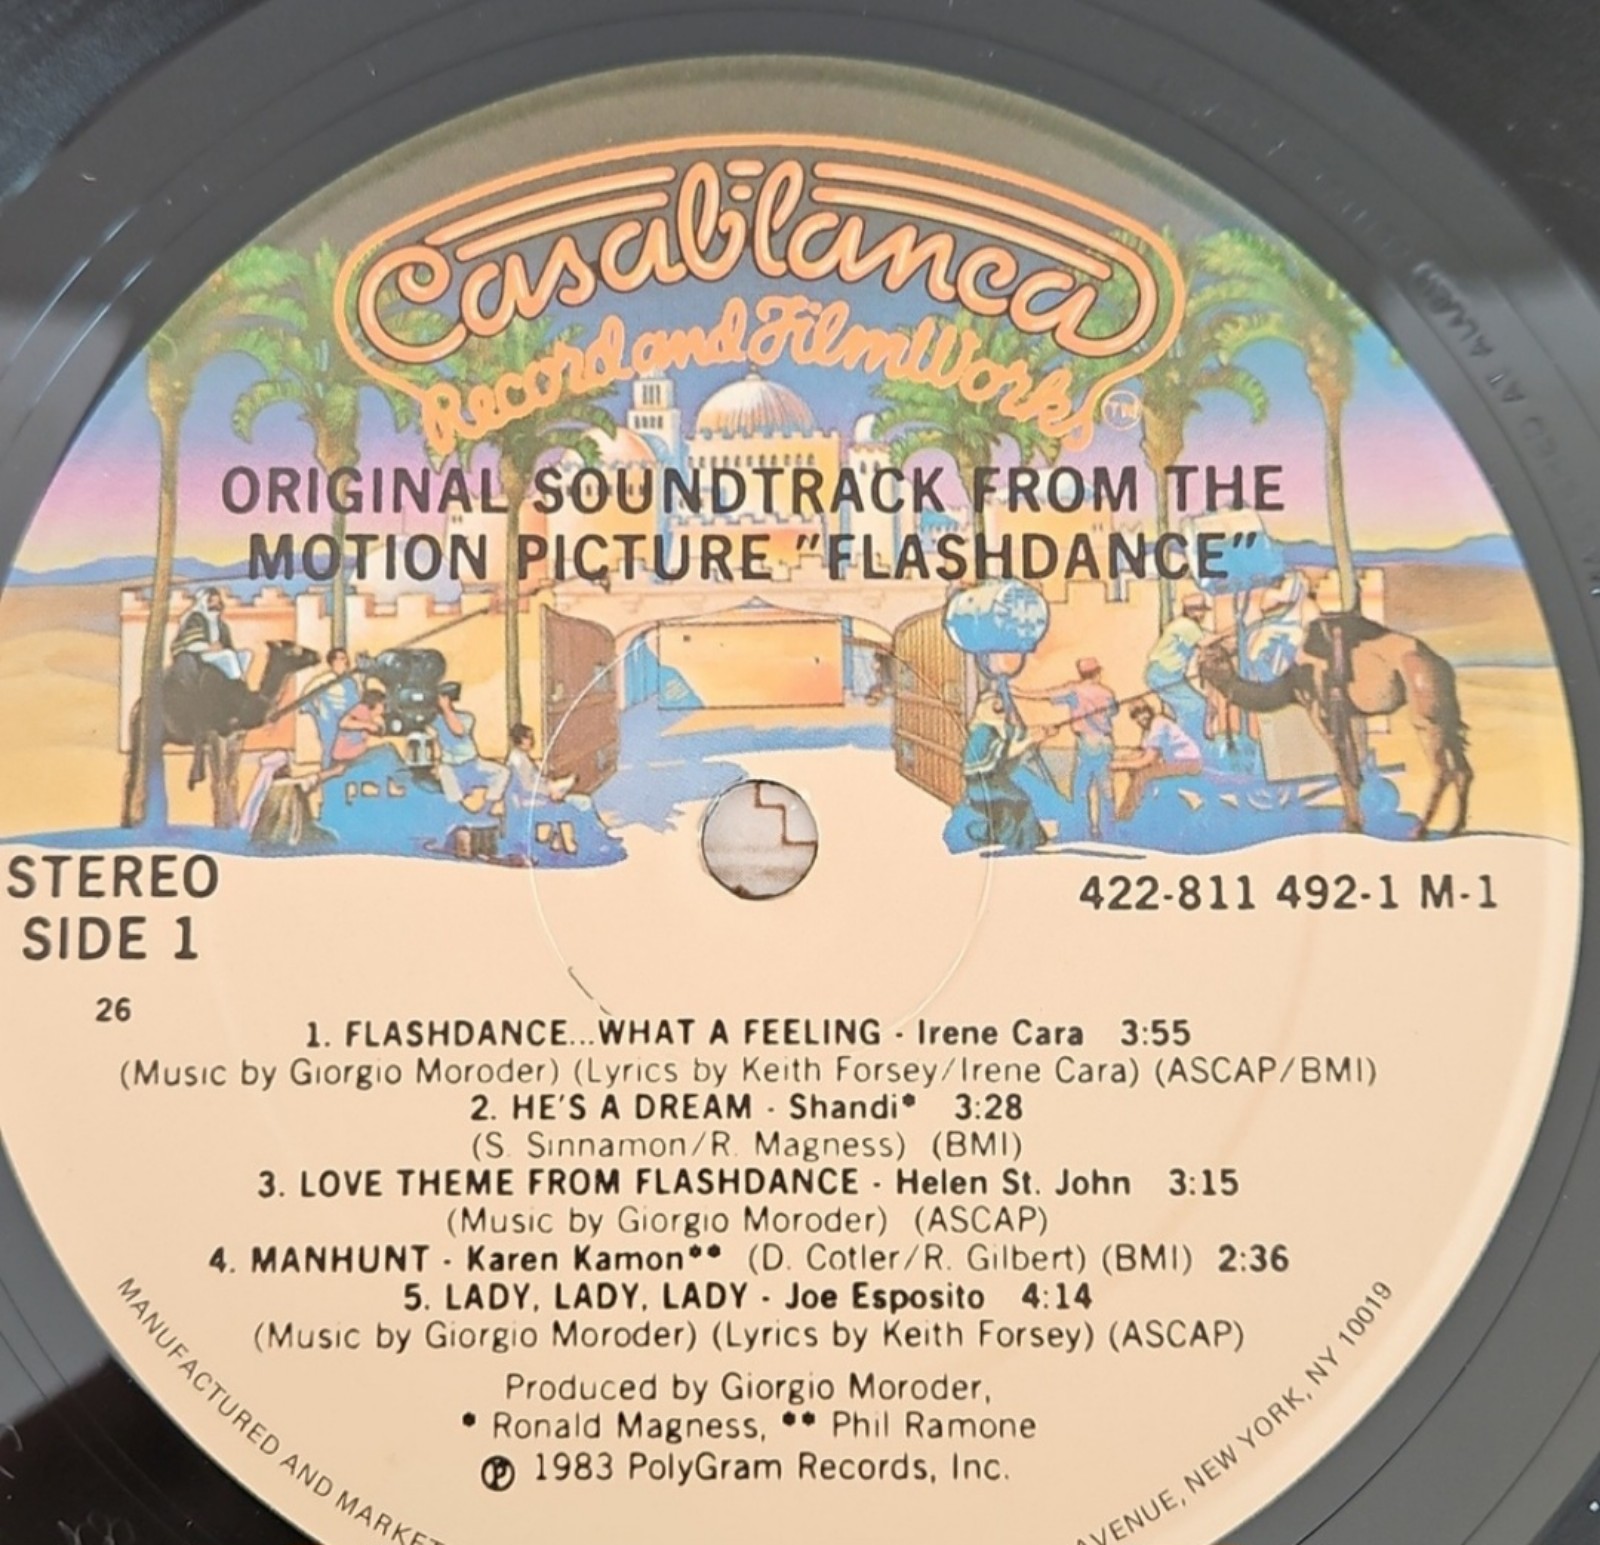 Casablanca
Record and FilmWorks TM
ORIGINAL SOUNDTRACK FROM THE
MOTION PICTURE "FLASHDANCE"
STEREO
SIDE 1
422-811 492-1 M-1
26
1. FLASHDANCE...WHAT A FEELING - Irene Cara 3:55
(Music by Giorgio Moroder) (Lyrics by Keith Forsey/Irene Cara) (ASCAP/BMI)
2. HE'S A DREAM - Shandi* 3:28
(S. Sinnamon/R. Magness) (BMI)
3. LOVE THEME FROM FLASHDANCE - Helen St. John 3:15
(Music by Giorgio Moroder) (ASCAP)
4. MANHUNT - Karen Kamon** (D. Cotler/R. Gilbert) (BMI) 2:36
5. LADY, LADY, LADY - Joe Esposito 4:14
(Music by Giorgio Moroder) (Lyrics by Keith Forsey) (ASCAP)
Produced by Giorgio Moroder,
* Ronald Magness, ** Phil Ramone
℗ 1983 PolyGram Records, Inc.
MANUFACTURED AND MARKET
AVENUE, NEW YORK, NY 10019